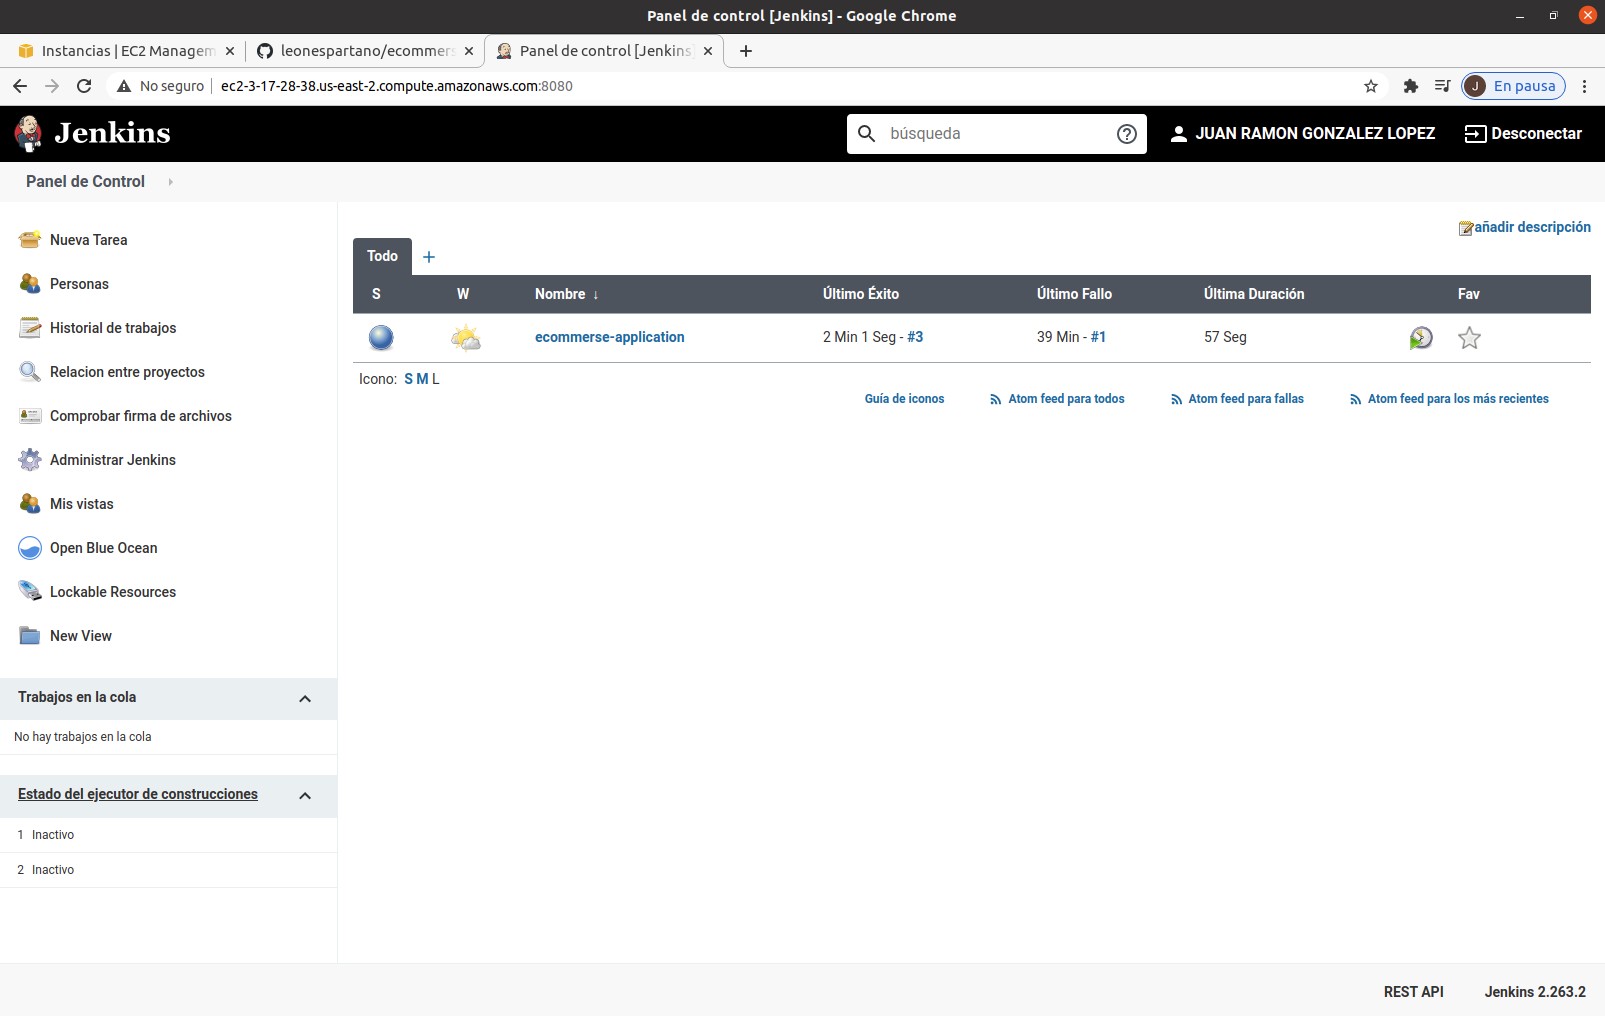 Panel de control [Jenkins] - Google Chrome
Instancias | EC2 Managem
leonespartano/ecommers
Panel de control [Jenkins]
No seguro
ec2-3-17-28-38.us-east-2.compute.amazonaws.com:8080
J En pausa
Jenkins
búsqueda
JUAN RAMON GONZALEZ LOPEZ
Desconectar
Panel de Control
Nueva Tarea
Personas
Historial de trabajos
Relacion entre proyectos
Comprobar firma de archivos
Administrar Jenkins
Mis vistas
Open Blue Ocean
Lockable Resources
New View
Trabajos en la cola
No hay trabajos en la cola
Estado del ejecutor de construcciones
1 Inactivo
2 Inactivo
añadir descripción
Todo +
S W Nombre ↓ Último Éxito Último Fallo Última Duración Fav
ecommerse-application 2 Min 1 Seg - #3 39 Min - #1 57 Seg
Icono: S M L
Guía de iconos Atom feed para todos Atom feed para fallas Atom feed para los más recientes
REST API Jenkins 2.263.2